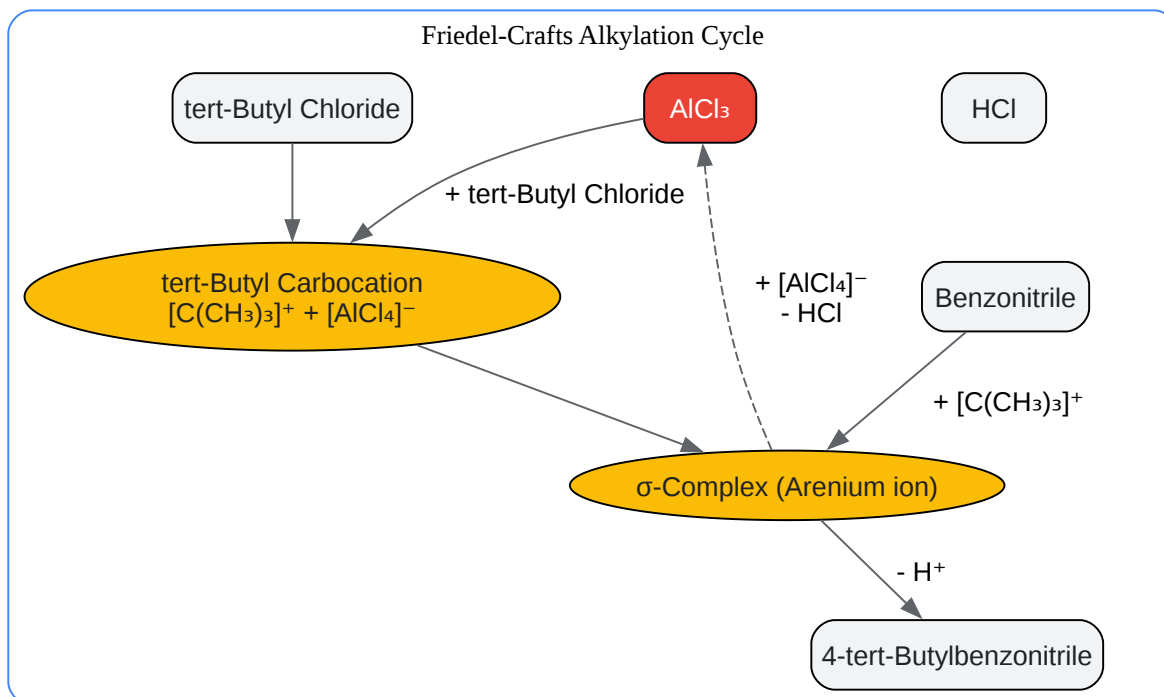 Friedel-Crafts Alkylation Cycle
tert-Butyl Chloride
AlCl₃
HCl
+ tert-Butyl Chloride
tert-Butyl Carbocation
[C(CH₃)₃]⁺ + [AlCl₄]⁻
+ [AlCl₄]⁻
- HCl
Benzonitrile
+ [C(CH₃)₃]⁺
σ-Complex (Arenium ion)
- H⁺
4-tert-Butylbenzonitrile